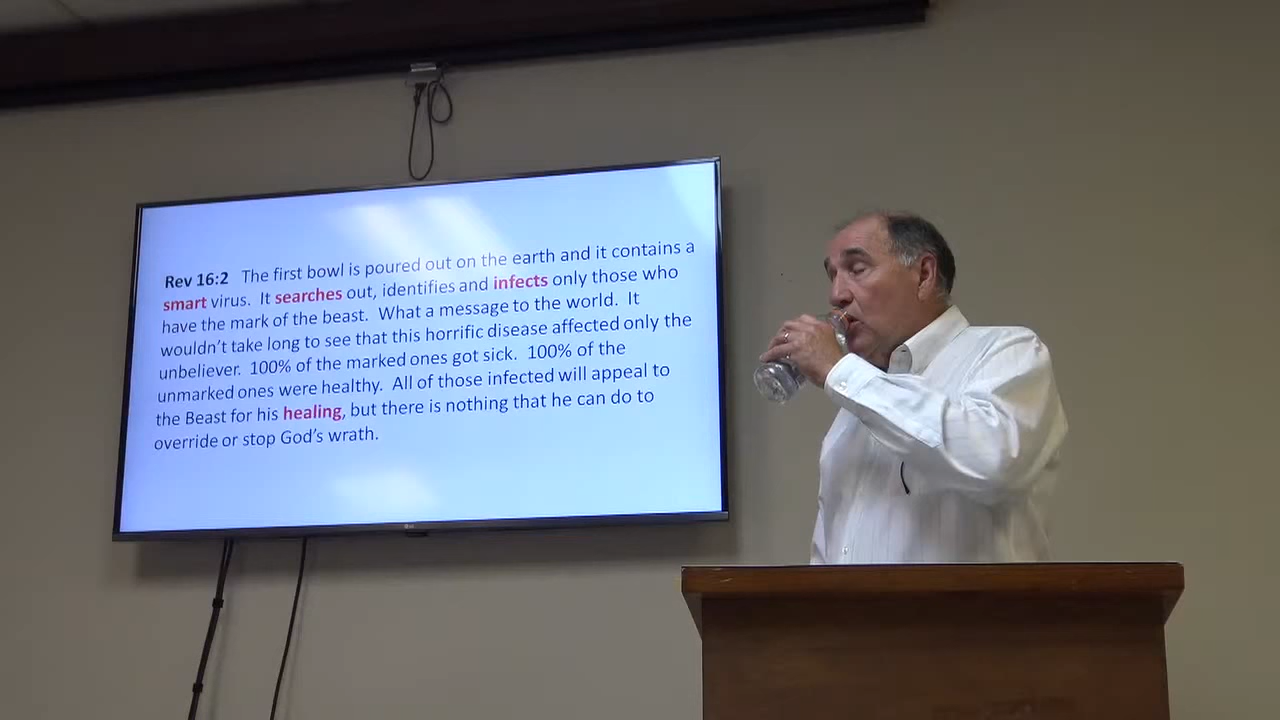 Rev 16:2 The first bowl is poured out on the earth and it contains a
smart virus. It searches out, identifies and infects only those who
have the mark of the beast. What a message to the world. It
wouldn't take long to see that this horrific disease affected only the
unbeliever. 100% of the marked ones got sick. 100% of the
unmarked ones were healthy. All of those infected will appeal to
the Beast for his healing, but there is nothing that he can do to
override or stop God's wrath.
LG